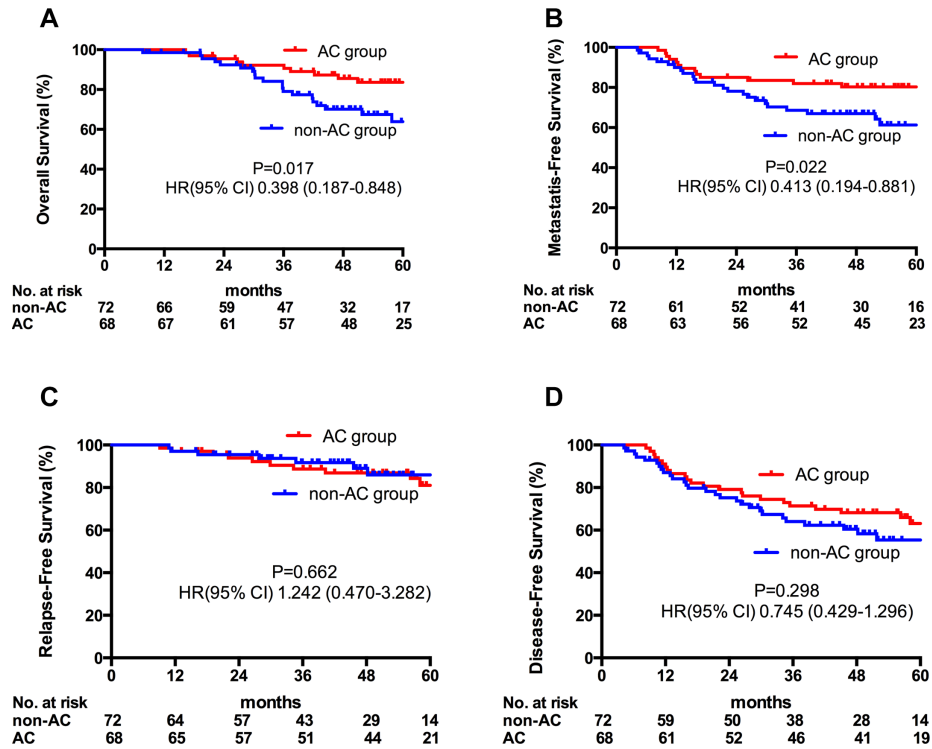 A
Overall Survival (%)
100
80
60
40
20
0
AC group
non-AC group
P=0.017
HR(95% CI) 0.398 (0.187-0.848)
0 12 24 36 48 60
No. at risk months
non-AC 72 66 59 47 32 17
AC 68 67 61 57 48 25
B
Metastatis-Free Survival (%)
100
80
60
40
20
0
AC group
non-AC group
P=0.022
HR(95% CI) 0.413 (0.194-0.881)
0 12 24 36 48 60
No. at risk months
non-AC 72 61 52 41 30 16
AC 68 63 56 52 45 23
C
Relapse-Free Survival (%)
100
80
60
40
20
0
AC group
non-AC group
P=0.662
HR(95% CI) 1.242 (0.470-3.282)
0 12 24 36 48 60
No. at risk months
non-AC 72 64 57 43 29 14
AC 68 65 57 51 44 21
D
Disease-Free Survival (%)
100
80
60
40
20
0
AC group
non-AC group
P=0.298
HR(95% CI) 0.745 (0.429-1.296)
0 12 24 36 48 60
No. at risk months
non-AC 72 59 50 38 28 14
AC 68 61 52 46 41 19